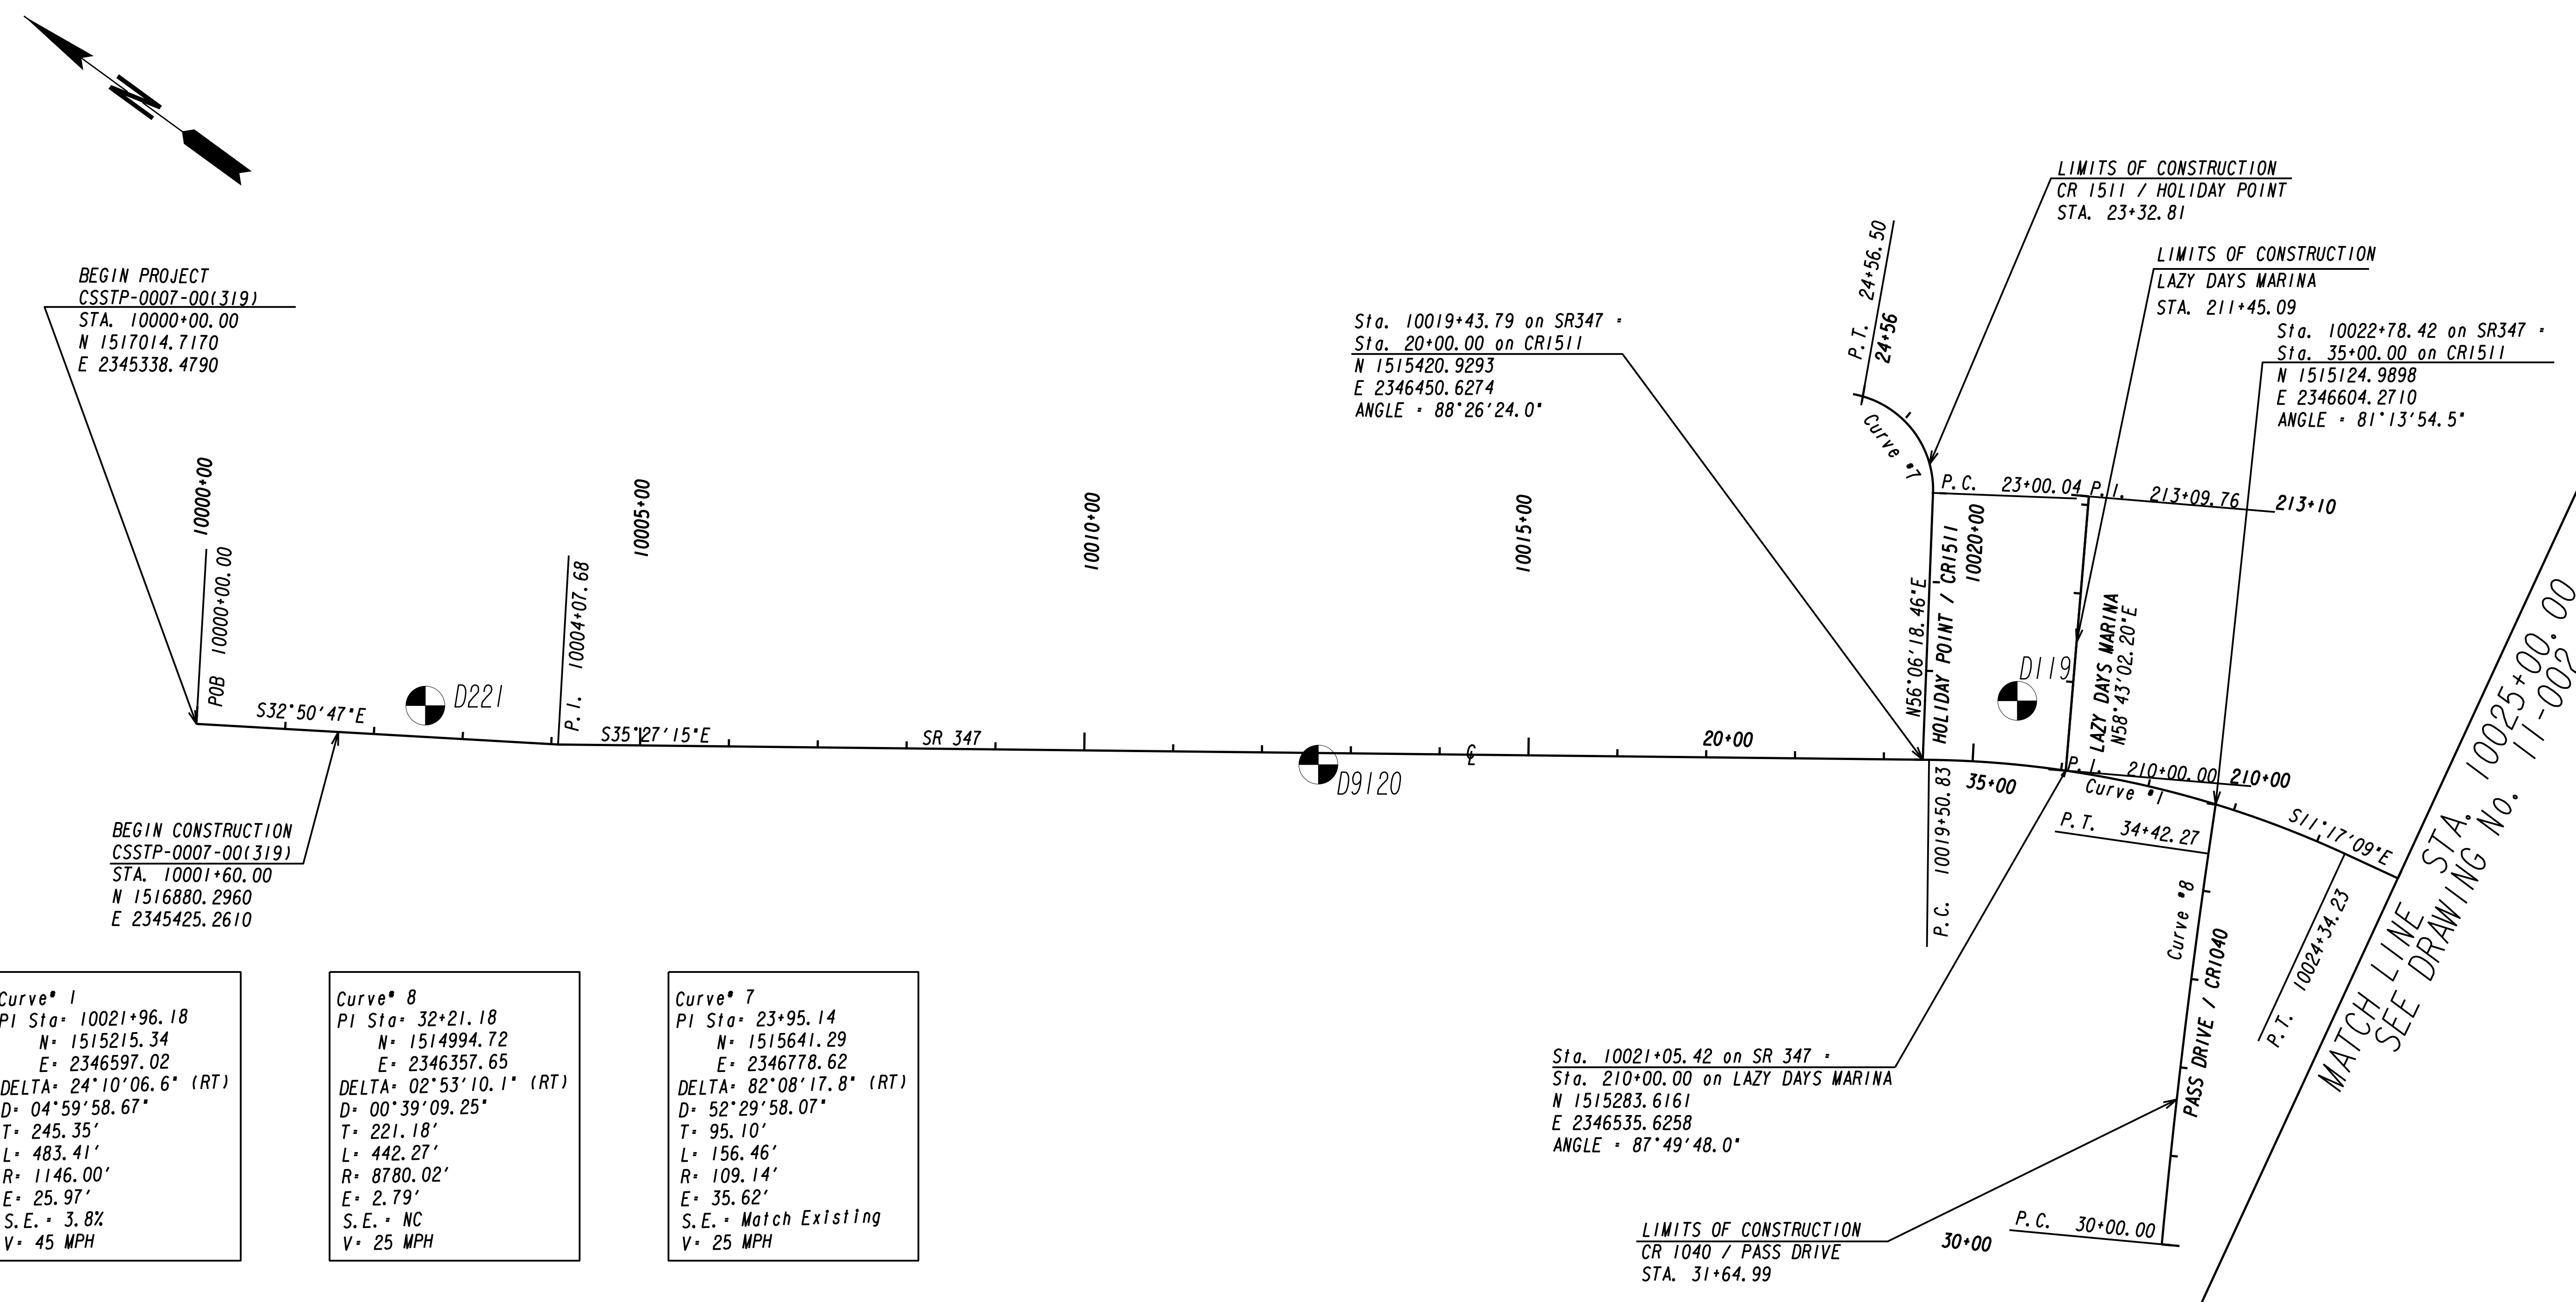 N
BEGIN PROJECT
CSSTP-0007-00(319)
STA. 10000+00.00
N 1517014.7170
E 2345338.4790
10000+00
POB 10000+00.00
S32°50'47"E
D221
P.I. 10004+07.68
10005+00
S35°27'15"E
SR 347
10010+00
D9120
10015+00
20+00
BEGIN CONSTRUCTION
CSSTP-0007-00(319)
STA. 10001+60.00
N 1516880.2960
E 2345425.2610
Sta. 10019+43.79 on SR347 =
Sta. 20+00.00 on CR1511
N 1515420.9293
E 2346450.6274
ANGLE = 88°26'24.0"
P.T. 24+56.50
24+56
Curve #7
LIMITS OF CONSTRUCTION
CR 1511 / HOLIDAY POINT
STA. 23+32.81
LIMITS OF CONSTRUCTION
LAZY DAYS MARINA
STA. 211+45.09
Sta. 10022+78.42 on SR347 =
Sta. 35+00.00 on CR1511
N 1515124.9898
E 2346604.2710
ANGLE = 81°13'54.5"
P.C. 23+00.04
P.I. 213+09.76
213+10
N56°06'18.46"E
HOLIDAY POINT / CR1511
10020+00
D119
LAZY DAYS MARINA
N58°43'02.20"E
P.I. 210+00.00
210+00
35+00
Curve #1
P.C. 10019+50.83
P.T. 34+42.27
S11°17'09"E
Curve #8
PASS DRIVE / CR1040
P.T. 10024+34.23
MATCH LINE STA. 10025+00.00
SEE DRAWING No. 11-002
Sta. 10021+05.42 on SR 347 =
Sta. 210+00.00 on LAZY DAYS MARINA
N 1515283.6161
E 2346535.6258
ANGLE = 87°49'48.0"
LIMITS OF CONSTRUCTION
CR 1040 / PASS DRIVE
STA. 31+64.99
30+00
P.C. 30+00.00
Curve# 1
PI Sta= 10021+96.18
N= 1515215.34
E= 2346597.02
DELTA= 24°10'06.6" (RT)
D= 04°59'58.67"
T= 245.35'
L= 483.41'
R= 1146.00'
E= 25.97'
S.E.= 3.8%
V= 45 MPH
Curve# 8
PI Sta= 32+21.18
N= 1514994.72
E= 2346357.65
DELTA= 02°53'10.1" (RT)
D= 00°39'09.25"
T= 221.18'
L= 442.27'
R= 8780.02'
E= 2.79'
S.E.= NC
V= 25 MPH
Curve# 7
PI Sta= 23+95.14
N= 1515641.29
E= 2346778.62
DELTA= 82°08'17.8" (RT)
D= 52°29'58.07"
T= 95.10'
L= 156.46'
R= 109.14'
E= 35.62'
S.E.= Match Existing
V= 25 MPH